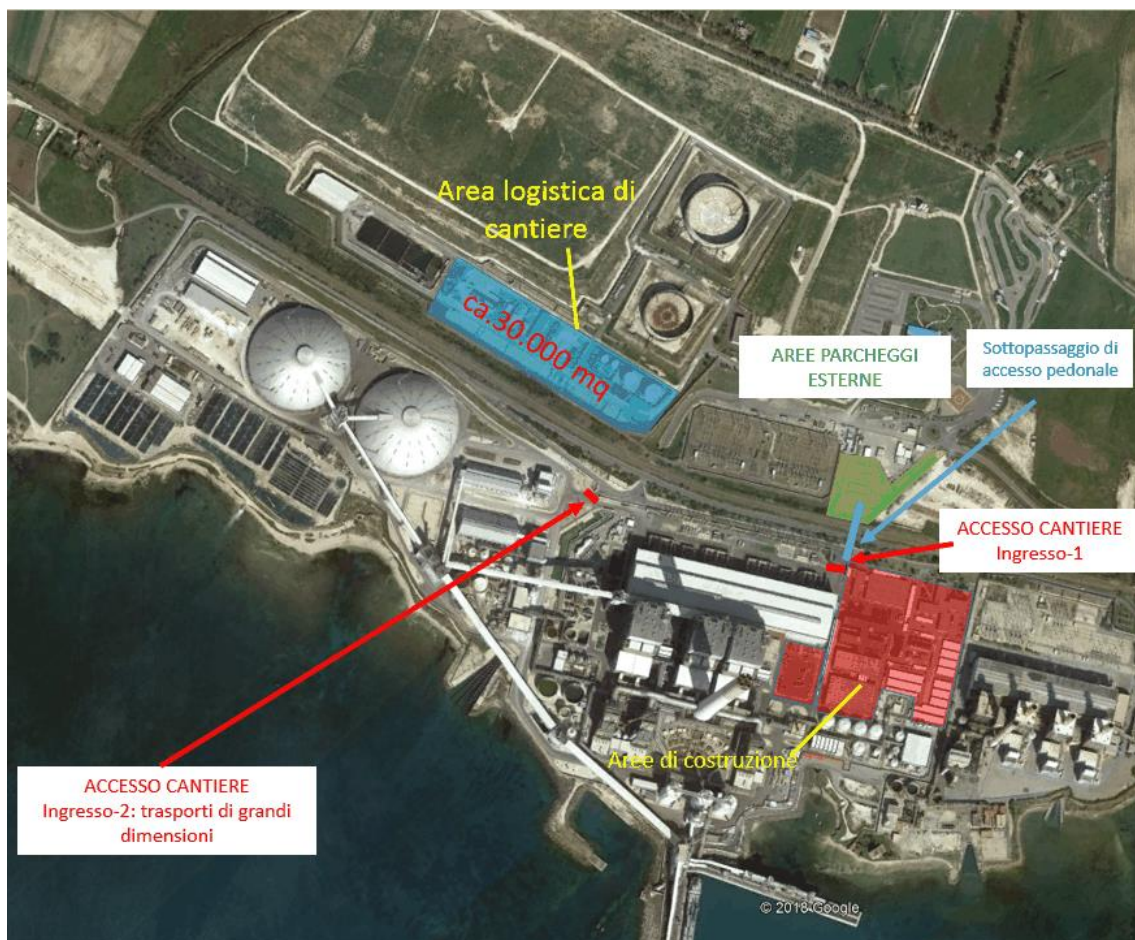 Area logistica di
cantiere
ca.30.000 mq
AREE PARCHEGGI
ESTERNE
Sottopassaggio di
accesso pedonale
ACCESSO CANTIERE
Ingresso-1
Aree di costruzione
ACCESSO CANTIERE
Ingresso-2: trasporti di grandi
dimensioni
© 2018 Google